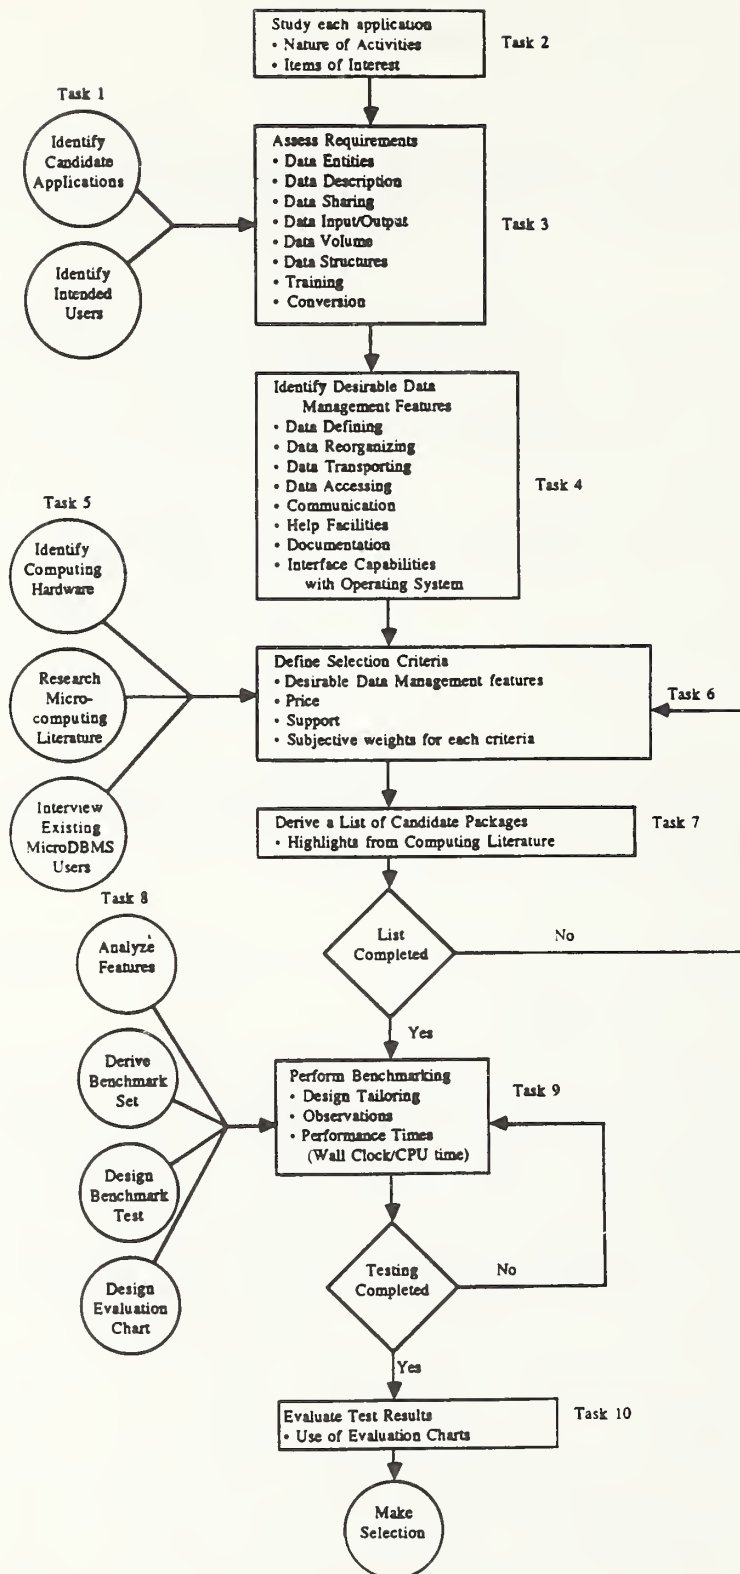 Study each application
• Nature of Activities
• Items of Interest
Task 2
Task 1
Identify
Candidate
Applications
Identify
Intended
Users
Assess Requirements
• Data Entities
• Data Description
• Data Sharing
• Data Input/Output
• Data Volume
• Data Structures
• Training
• Conversion
Task 3
Identify Desirable Data
Management Features
• Data Defining
• Data Reorganizing
• Data Transporting
• Data Accessing
• Communication
• Help Facilities
• Documentation
• Interface Capabilities
with Operating System
Task 4
Task 5
Identify
Computing
Hardware
Research
Micro-
computing
Literature
Interview
Existing
MicroDBMS
Users
Define Selection Criteria
• Desirable Data Management features
• Price
• Support
• Subjective weights for each criteria
Task 6
Derive a List of Candidate Packages
• Highlights from Computing Literature
Task 7
List
Completed
No
Yes
Task 8
Analyze
Features
Derive
Benchmark
Set
Design
Benchmark
Test
Design
Evaluation
Chart
Perform Benchmarking
• Design Tailoring
• Observations
• Performance Times
(Wall Clock/CPU time)
Task 9
Testing
Completed
No
Yes
Evaluate Test Results
• Use of Evaluation Charts
Task 10
Make
Selection